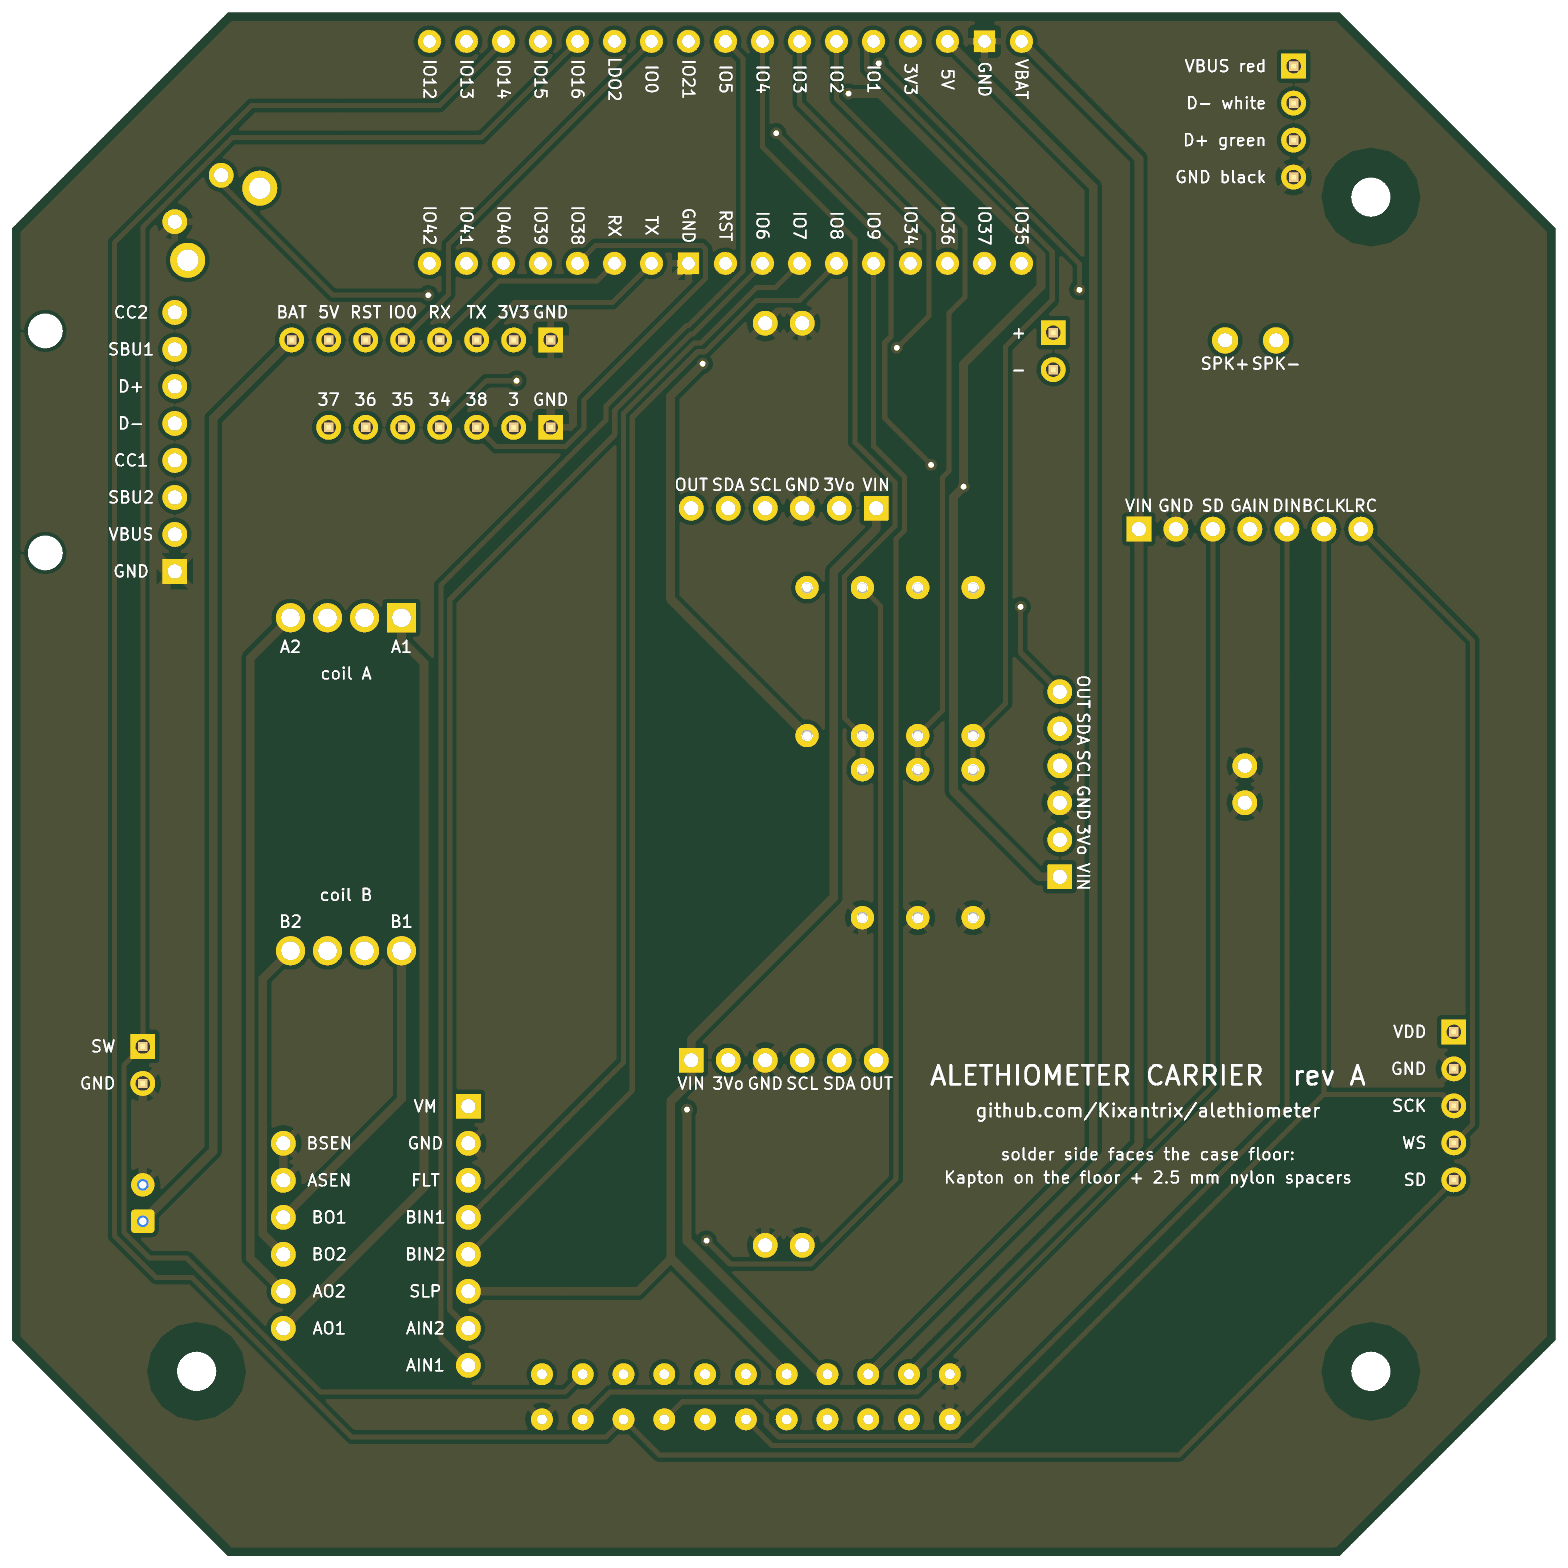 IO12 IO13 IO14 IO15 IO16 LDO2 IO0 IO21 IO5 IO4 IO3 IO2 IO1 3V3 5V GND VBAT
VBUS red
D- white
D+ green
GND black
IO42 IO41 IO40 IO39 IO38 RX TX GND RST IO6 IO7 IO8 IO9 IO34 IO36 IO37 IO35
BAT 5V RST IO0 RX TX 3V3 GND
37 36 35 34 38 3 GND
+
-
SPK+ SPK-
CC2
SBU1
D+
D-
CC1
SBU2
VBUS
GND
OUT SDA SCL GND 3Vo VIN
VIN GND SD GAIN DIN BCLK LRC
A2 A1
coil A
OUT SDA SCL GND 3Vo VIN
coil B
B2 B1
SW
GND
VIN 3Vo GND SCL SDA OUT
VM
GND
FLT
BIN1
BIN2
SLP
AIN2
AIN1
BSEN
ASEN
BO1
BO2
AO2
AO1
ALETHIOMETER CARRIER rev A
github.com/Kixantrix/alethiometer
solder side faces the case floor:
Kapton on the floor + 2.5 mm nylon spacers
VDD
GND
SCK
WS
SD